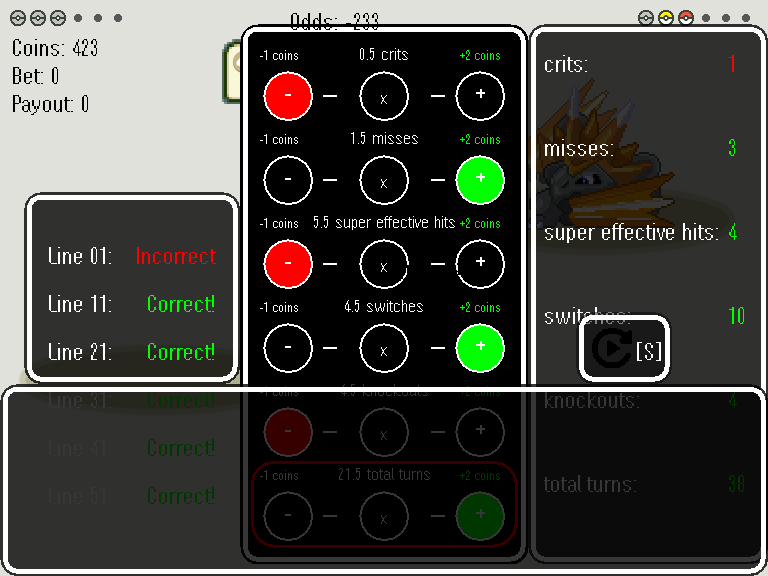 Odds: -233
Coins: 423
Bet: 0
Payout: 0
-1 coins 0.5 crits +2 coins
- x +
-1 coins 1.5 misses +2 coins
- x +
-1 coins 5.5 super effective hits +2 coins
- x +
-1 coins 4.5 switches +2 coins
- x +
4.5 knockouts
- x +
-1 coins 21.5 total turns +2 coins
- x +
Line 01: Incorrect
Line 11: Correct!
Line 21: Correct!
Line 31: Correct!
Line 41: Correct!
Line 51: Correct!
crits: 1
misses: 3
super effective hits: 4
switches: 10
[S]
knockouts: 4
total turns: 38